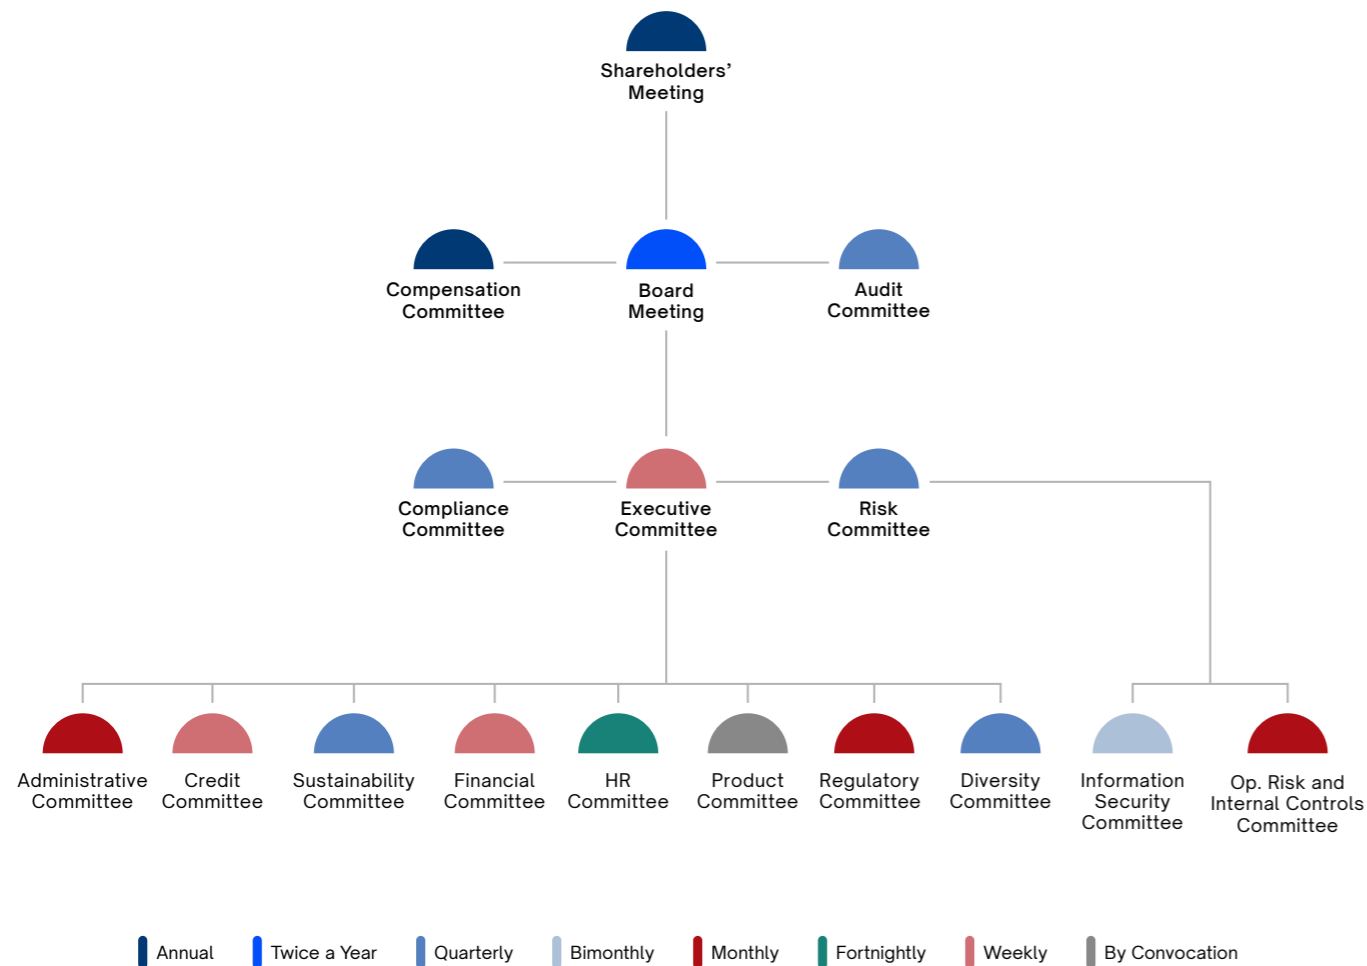 Shareholders’
Meeting
Compensation
Committee
Board
Meeting
Audit
Committee
Compliance
Committee
Executive
Committee
Risk
Committee
Administrative
Committee
Credit
Committee
Sustainability
Committee
Financial
Committee
HR
Committee
Product
Committee
Regulatory
Committee
Diversity
Committee
Information
Security
Committee
Op. Risk and
Internal Controls
Committee
Annual
Twice a Year
Quarterly
Bimonthly
Monthly
Fortnightly
Weekly
By Convocation